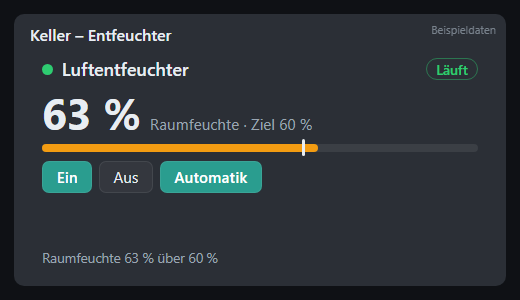 Keller – Entfeuchter
Beispieldaten
Luftentfeuchter
Läuft
63 % Raumfeuchte · Ziel 60 %
Ein Aus Automatik
Raumfeuchte 63 % über 60 %